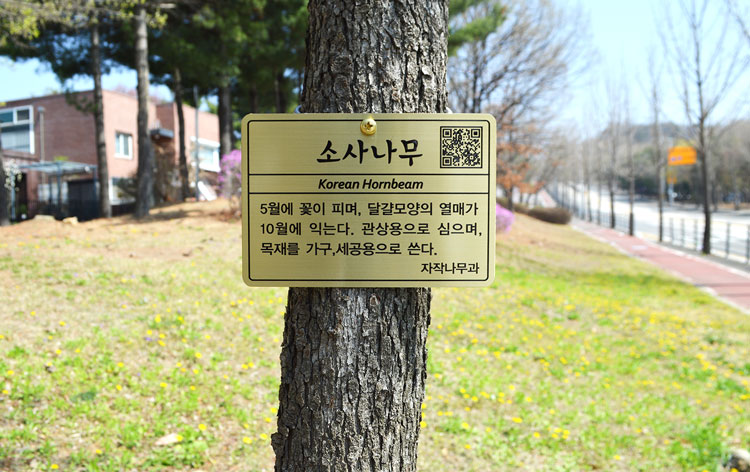 소사나무
Korean Hornbeam
5월에 꽃이 피며, 달걀모양의 열매가
10월에 익는다. 관상용으로 심으며,
목재를 가구,세공용으로 쓴다.
자작나무과